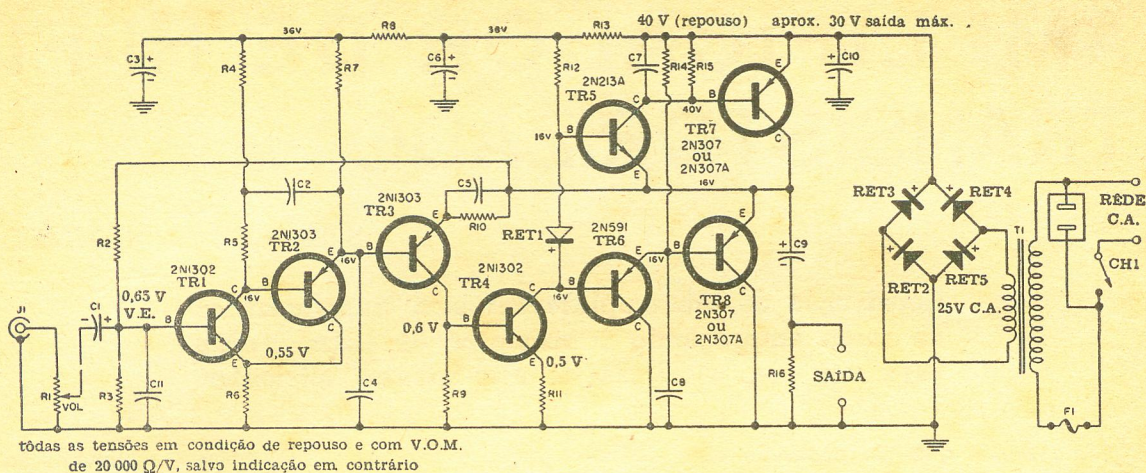 40 V (repouso) aprox. 30 V saída máx.
36V
R8
38V
R13
C3
R4
R7
C6
R12
C7
R14
R15
C10
2N213A
TR5
B
C
E
16V
40V
B
E
C
TR7
2N307
ou
2N307A
16V
C2
C5
R10
2N1303
TR3
E
B
C
16V
RET1
RET3
RET4
RET2
RET5
25V C.A.
T1
RÊDE
C.A.
CH1
F1
R2
R5
2N1303
TR2
B
E
C
2N1302
TR1
B
C
E
16V
2N1302
TR4
B
C
E
16V
2N591
TR6
B
E
C
16V
E
B
C
TR8
2N307
ou
2N307A
C9
J1
C1
0,65 V
V.E.
0,55 V
0,6 V
0,5 V
R1
VOL
R3
C11
R6
C4
R9
R11
C8
R16
SAÍDA
tôdas as tensões em condição de repouso e com V.O.M.
de 20 000 Ω/V, salvo indicação em contrário